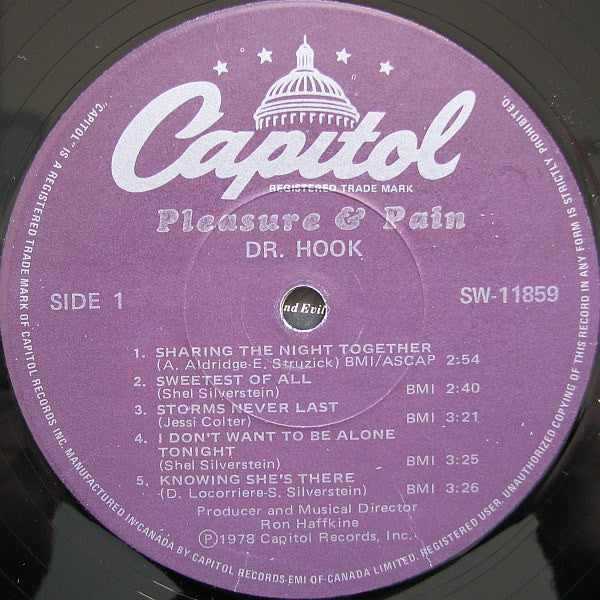 Capitol
REGISTERED TRADE MARK
Pleasure & Pain
DR. HOOK
SIDE 1
SW-11859
nd Evil
1. SHARING THE NIGHT TOGETHER
(A. Aldridge-E. Struzick) BMI/ASCAP 2:54
2. SWEETEST OF ALL
(Shel Silverstein) BMI 2:40
3. STORMS NEVER LAST
(Jessi Colter) BMI 3:21
4. I DON'T WANT TO BE ALONE
TONIGHT
(Shel Silverstein) BMI 3:25
5. KNOWING SHE'S THERE
(D. Locorriere-S. Silverstein) BMI 3:26
Producer and Musical Director
Ron Haffkine
Ⓟ1978 Capitol Records, Inc.
"CAPITOL" IS A REGISTERED TRADE MARK OF CAPITOL RECORDS INC. MANUFACTURED IN/CANADA BY CAPITOL RECORDS-EMI OF-CANADA LIMITED. REGISTERED USER. UNAUTHORIZED COPYING OF THIS RECORD IN ANY FORM IS STRICTLY PROHIBITED